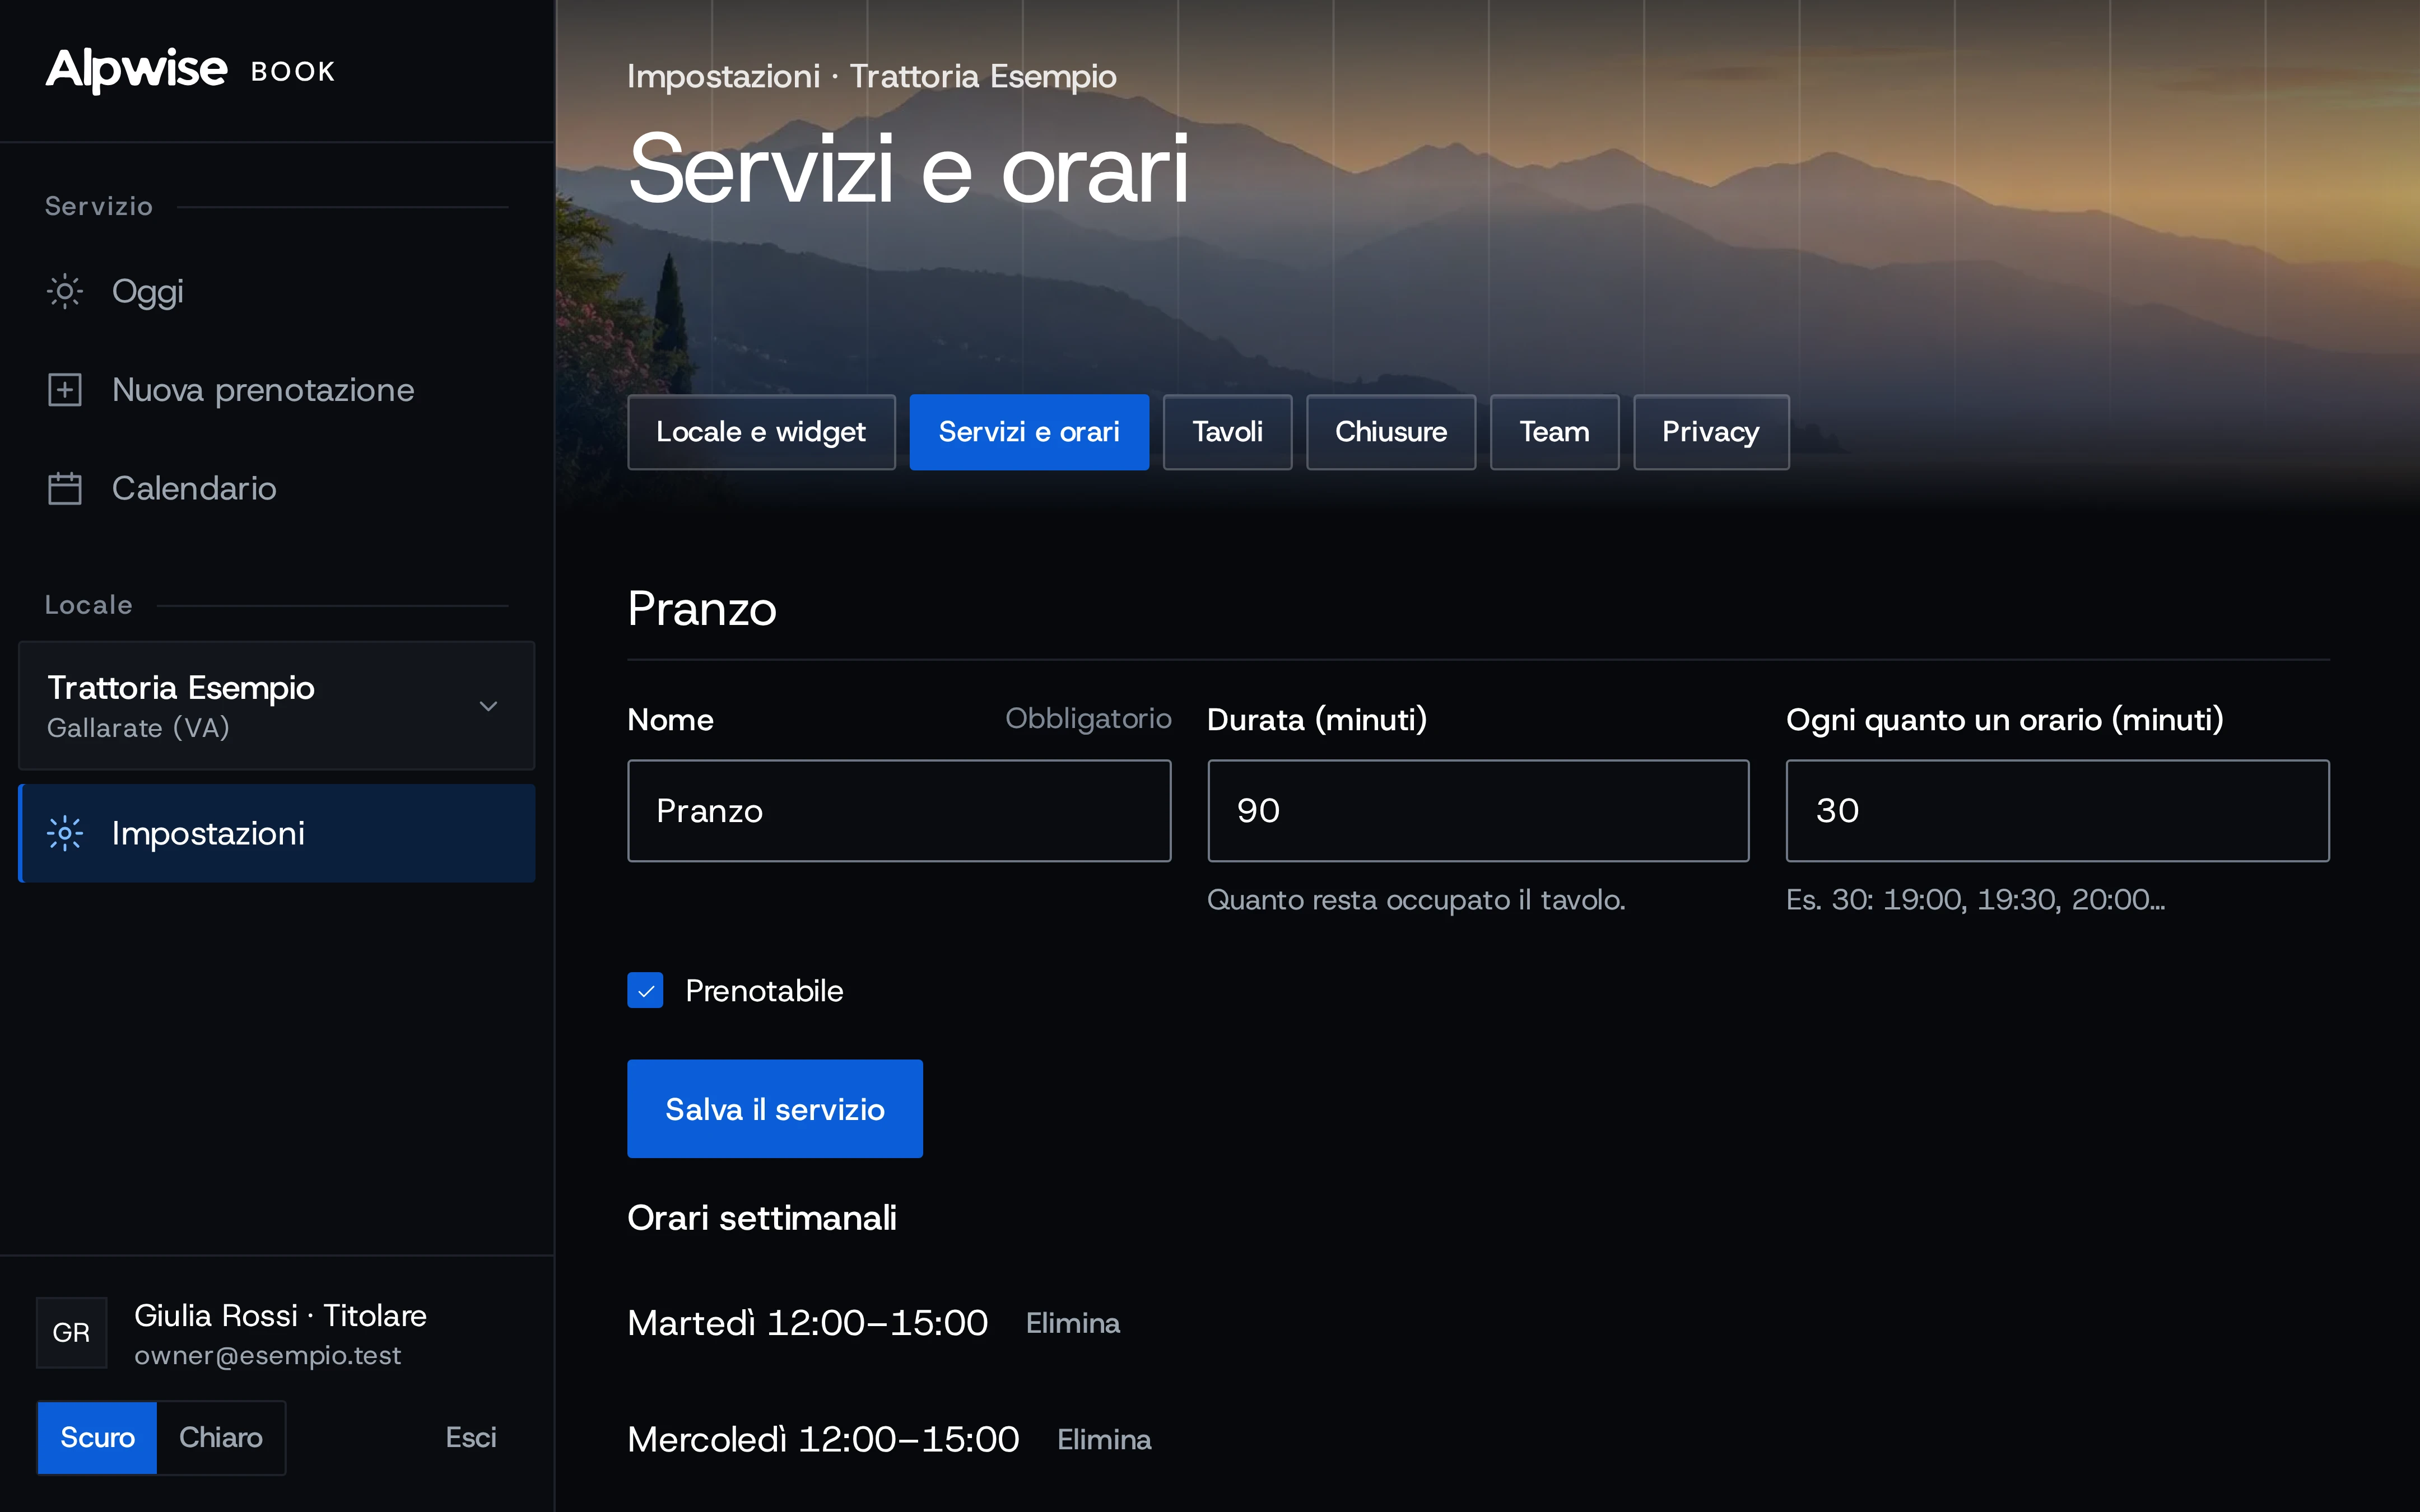 Alpwise BOOK
Servizio
Oggi
Nuova prenotazione
Calendario
Locale
Trattoria Esempio
Gallarate (VA)
Impostazioni
GR
Giulia Rossi · Titolare
owner@esempio.test
Scuro
Chiaro
Esci
Impostazioni · Trattoria Esempio
Servizi e orari
Locale e widget
Servizi e orari
Tavoli
Chiusure
Team
Privacy
Pranzo
Nome
Obbligatorio
Pranzo
Durata (minuti)
90
Quanto resta occupato il tavolo.
Ogni quanto un orario (minuti)
30
Es. 30: 19:00, 19:30, 20:00…
Prenotabile
Salva il servizio
Orari settimanali
Martedì 12:00–15:00 Elimina
Mercoledì 12:00–15:00 Elimina